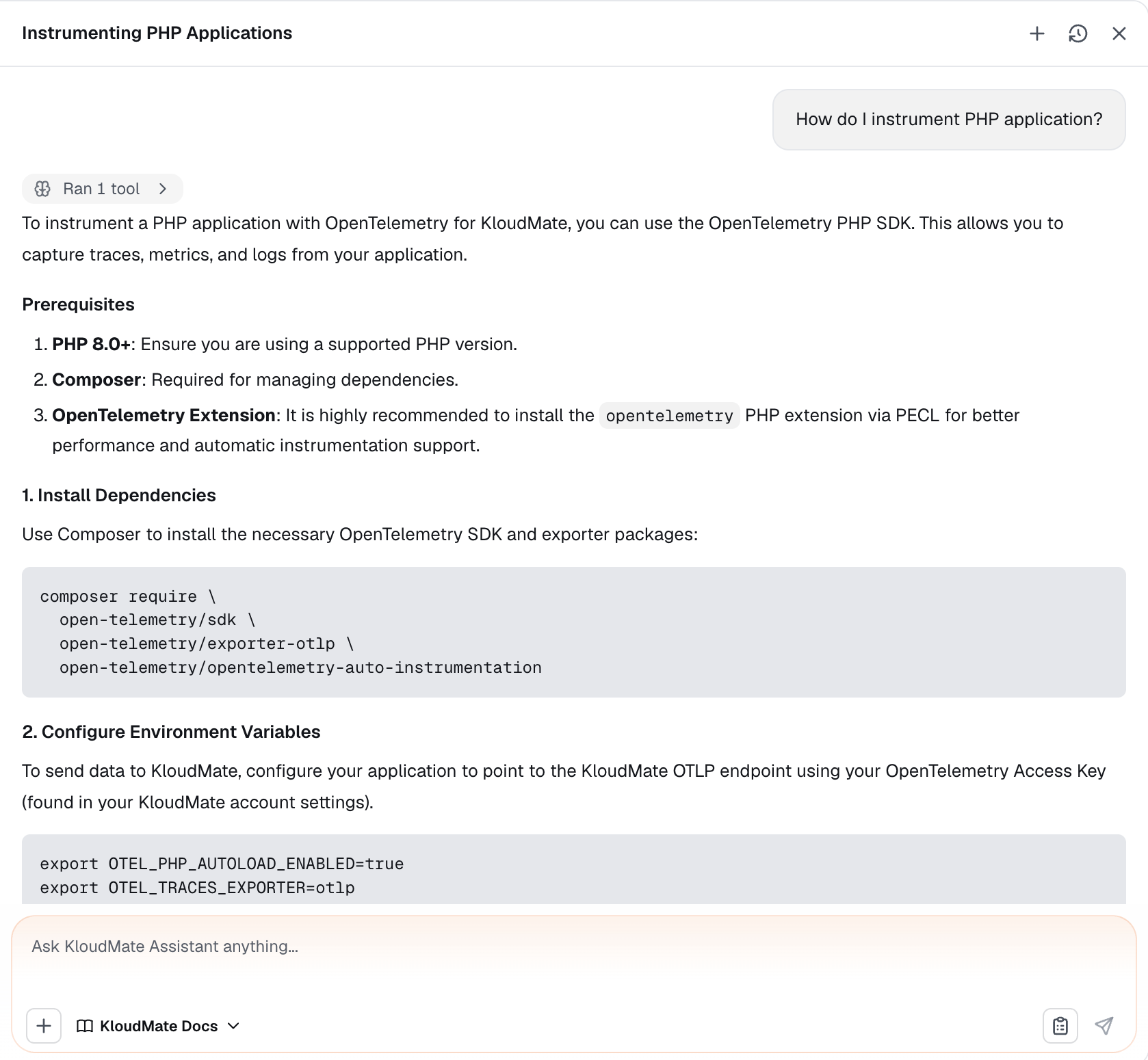 Instrumenting PHP Applications
How do I instrument PHP application?
Ran 1 tool
To instrument a PHP application with OpenTelemetry for KloudMate, you can use the OpenTelemetry PHP SDK. This allows you to
capture traces, metrics, and logs from your application.
Prerequisites
1. PHP 8.0+: Ensure you are using a supported PHP version.
2. Composer: Required for managing dependencies.
3. OpenTelemetry Extension: It is highly recommended to install the opentelemetry PHP extension via PECL for better
performance and automatic instrumentation support.
1. Install Dependencies
Use Composer to install the necessary OpenTelemetry SDK and exporter packages:
composer require \
  open-telemetry/sdk \
  open-telemetry/exporter-otlp \
  open-telemetry/opentelemetry-auto-instrumentation
2. Configure Environment Variables
To send data to KloudMate, configure your application to point to the KloudMate OTLP endpoint using your OpenTelemetry Access Key
(found in your KloudMate account settings).
export OTEL_PHP_AUTOLOAD_ENABLED=true
export OTEL_TRACES_EXPORTER=otlp
Ask KloudMate Assistant anything...
KloudMate Docs